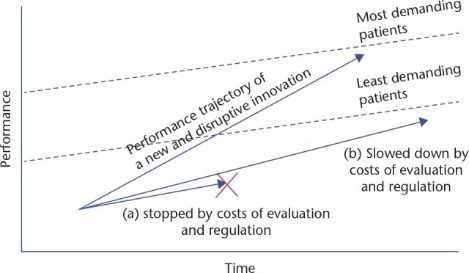 Most demanding
patients
Performance trajectory of
a new and disruptive innovation
Least demanding
patients
(b) Slowed down by
costs of evaluation
and regulation
(a) stopped by costs of evaluation
and regulation
Performance
Time